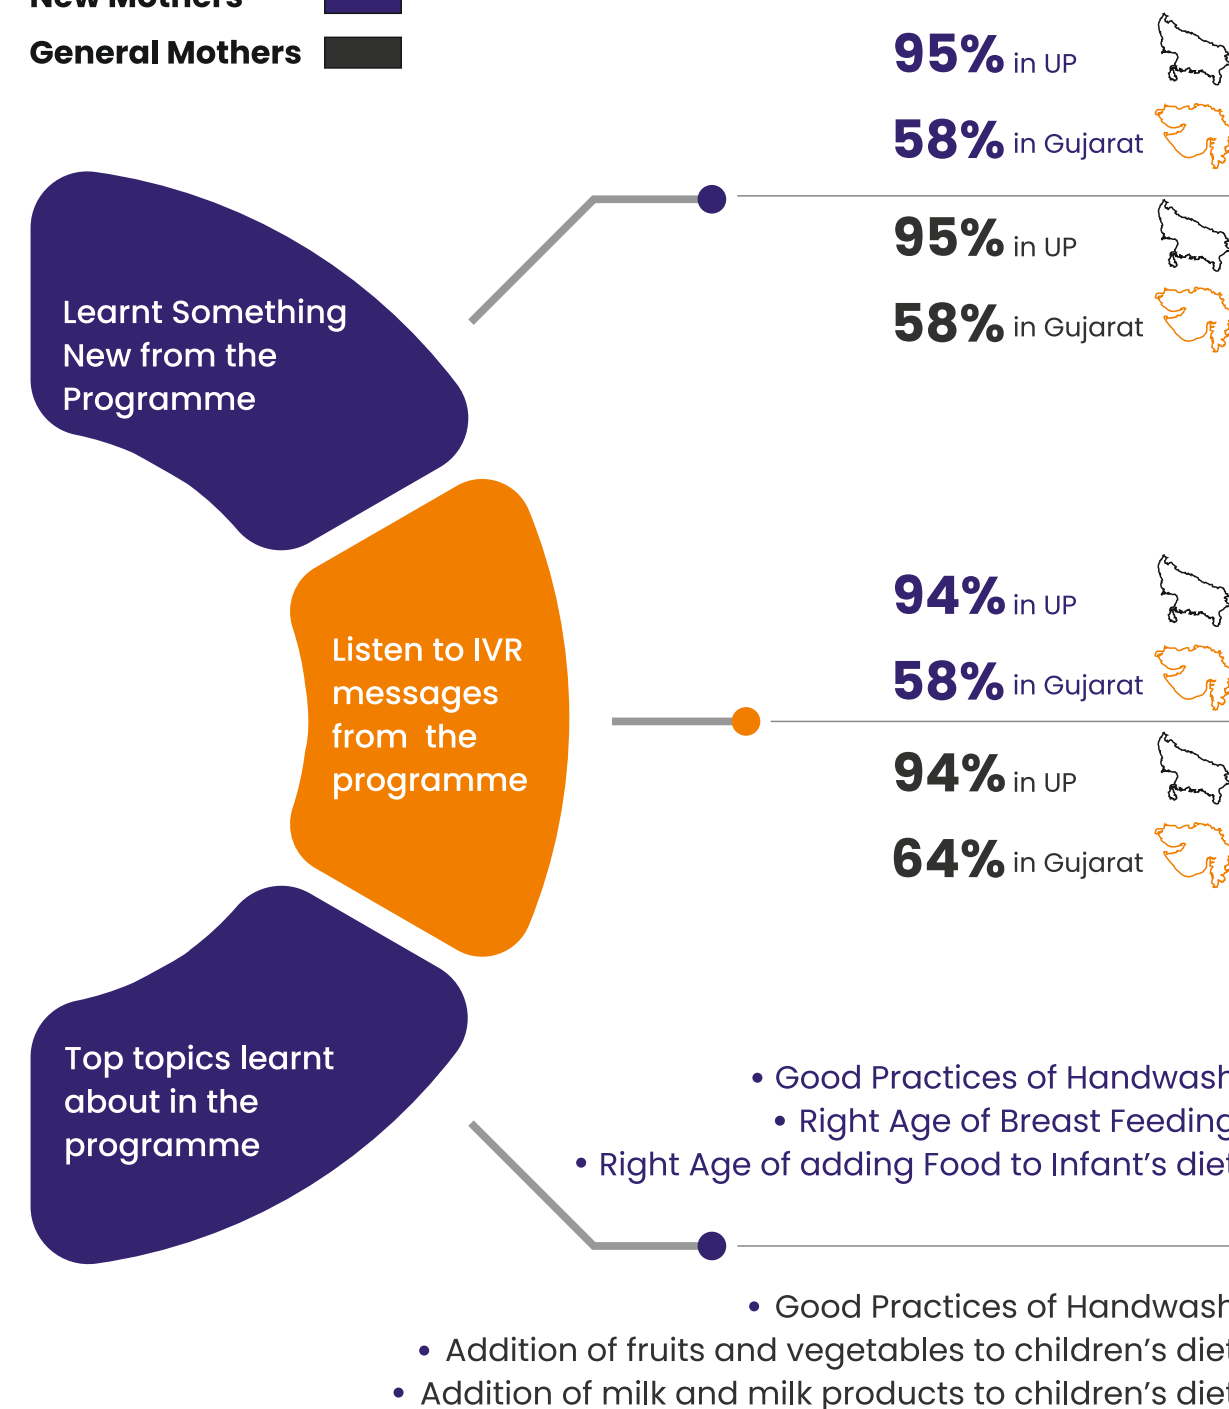 New Mothers
General Mothers
95% in UP
58% in Gujarat
95% in UP
58% in Gujarat
Learnt Something
New from the
Programme
94% in UP
58% in Gujarat
94% in UP
64% in Gujarat
Listen to IVR
messages
from the
programme
Top topics learnt
about in the
programme
• Good Practices of Handwash
• Right Age of Breast Feeding
• Right Age of adding Food to Infant's diet
• Good Practices of Handwash
• Addition of fruits and vegetables to children's diet
• Addition of milk and milk products to children's diet